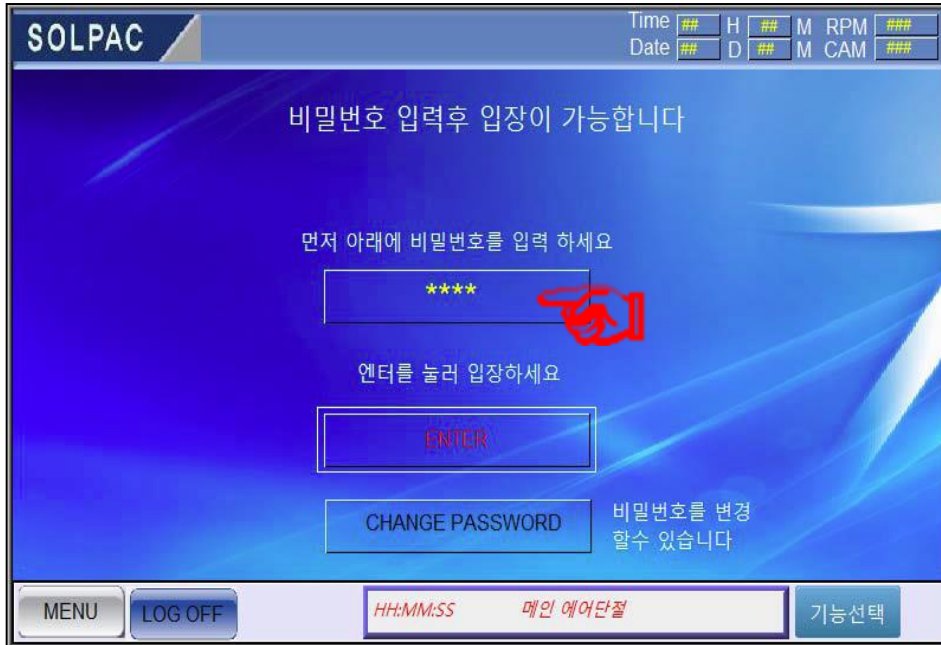 SOLPAC
Time ## H ## M RPM ###
Date ## D ## M CAM ###
비밀번호 입력후 입장이 가능합니다
먼저 아래에 비밀번호를 입력 하세요
****
엔터를 눌러 입장하세요
ENTER
CHANGE PASSWORD
비밀번호를 변경
할수 있습니다
MENU
LOG OFF
HH:MM:SS 메인 에어단절
기능선택